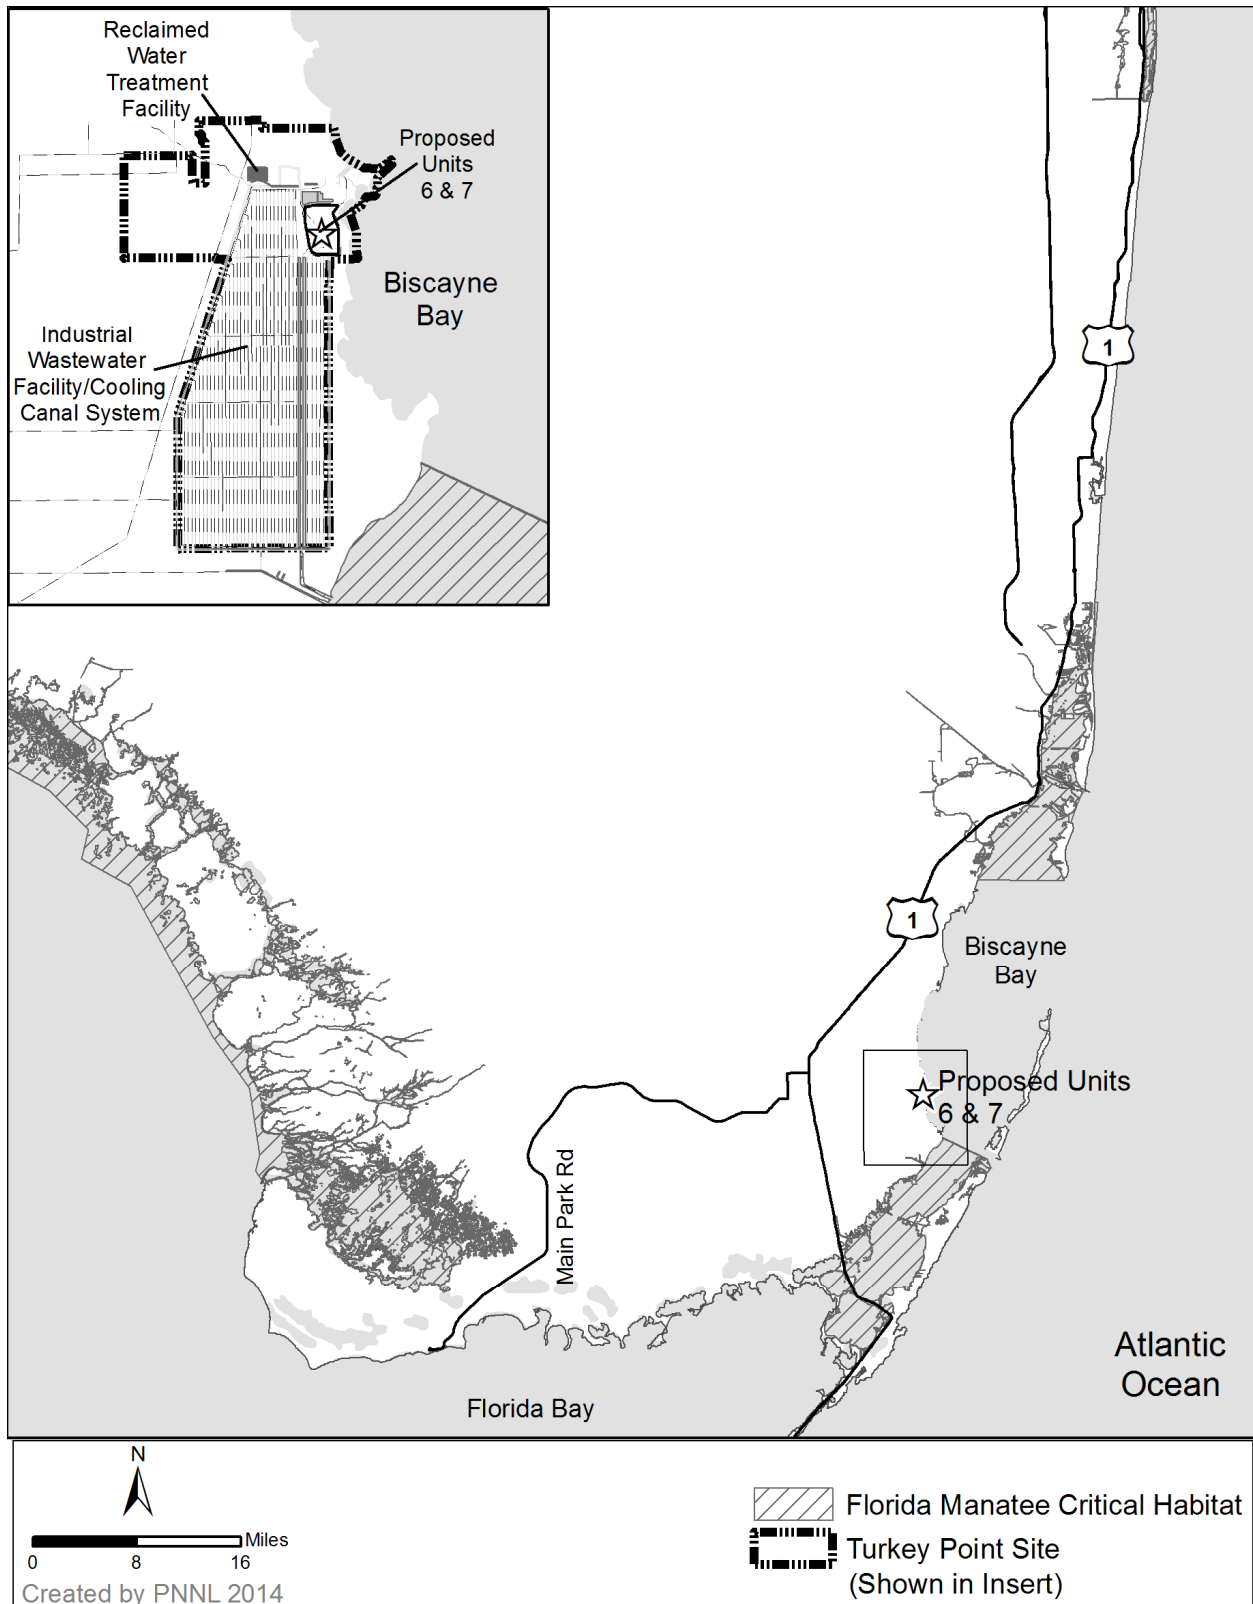 Reclaimed
Water
Treatment
Facility
Proposed
Units
6 & 7
Biscayne
Bay
Industrial
Wastewater
Facility/Cooling
Canal System
1
1
Biscayne
Bay
Proposed Units
6 & 7
Main Park Rd
Atlantic
Ocean
Florida Bay
N
Miles
0 8 16
Created by PNNL 2014
Florida Manatee Critical Habitat
Turkey Point Site
(Shown in Insert)